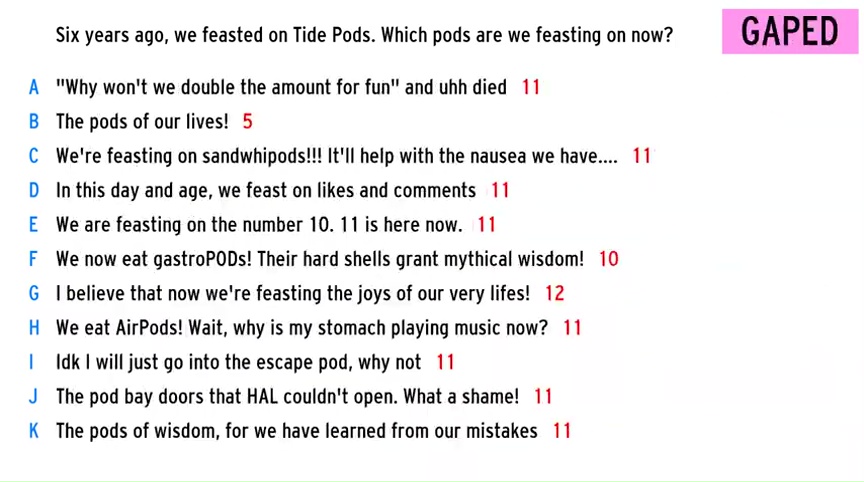 Six years ago, we feasted on Tide Pods. Which pods are we feasting on now?
GAPED
A "Why won't we double the amount for fun" and uhh died 11
B The pods of our lives! 5
C We're feasting on sandwhipods!!! It'll help with the nausea we have.... 11
D In this day and age, we feast on likes and comments 11
E We are feasting on the number 10. 11 is here now. 11
F We now eat gastroPODs! Their hard shells grant mythical wisdom! 10
G I believe that now we're feasting the joys of our very lifes! 12
H We eat AirPods! Wait, why is my stomach playing music now? 11
I Idk I will just go into the escape pod, why not 11
J The pod bay doors that HAL couldn't open. What a shame! 11
K The pods of wisdom, for we have learned from our mistakes 11